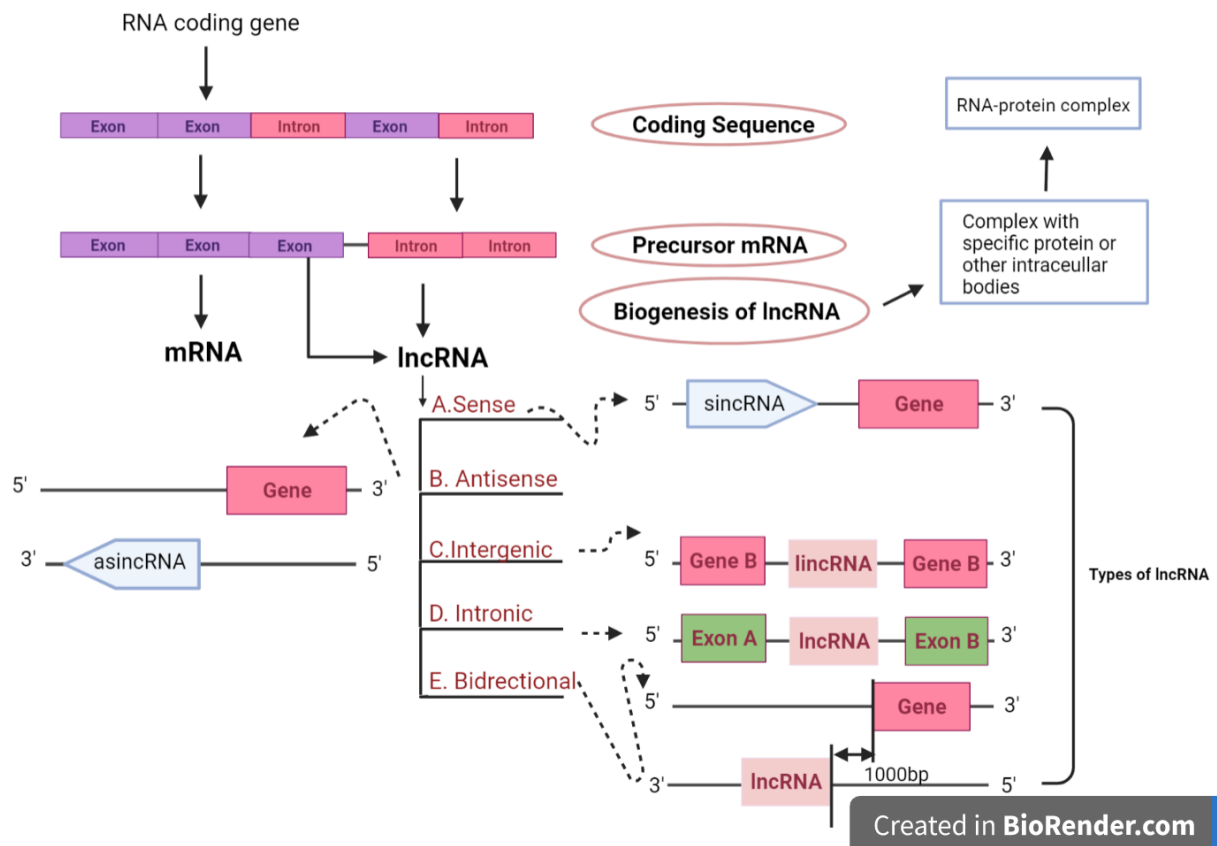 RNA coding gene
Exon Exon Intron Exon Intron
Coding Sequence
RNA-protein complex
Exon Exon Exon Intron Intron
Precursor mRNA
Complex with
specific protein or
other intraceullar
bodies
Biogenesis of lncRNA
mRNA
lncRNA
A.Sense
5' sincRNA Gene 3'
B. Antisense
5' Gene 3'
3' asincRNA 5'
C.Intergenic
5' Gene B lincRNA Gene B 3'
Types of lncRNA
D. Intronic
5' Exon A lncRNA Exon B 3'
E. Bidrectional
5' Gene 3'
1000bp
3' lncRNA 5'
Created in BioRender.com